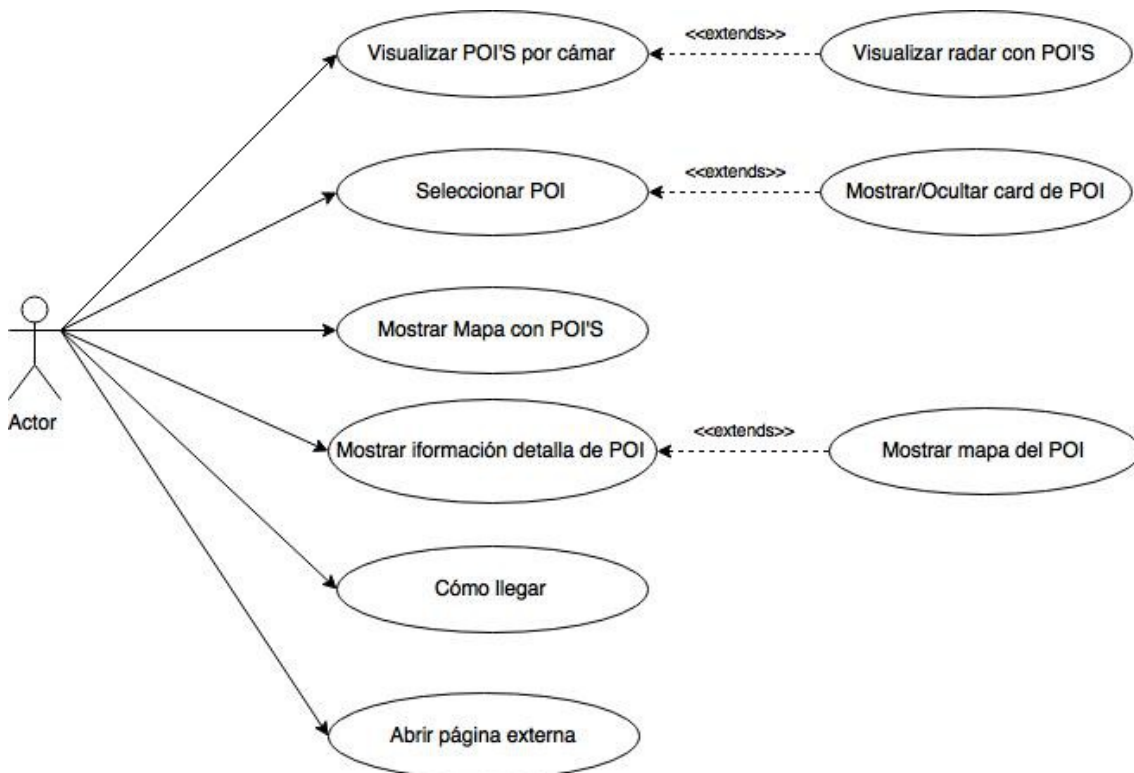 <<extends>>
Visualizar POI'S por cámar
Visualizar radar con POI'S
<<extends>>
Seleccionar POI
Mostrar/Ocultar card de POI
Mostrar Mapa con POI'S
Actor
<<extends>>
Mostrar iformación detalla de POI
Mostrar mapa del POI
Cómo llegar
Abrir página externa